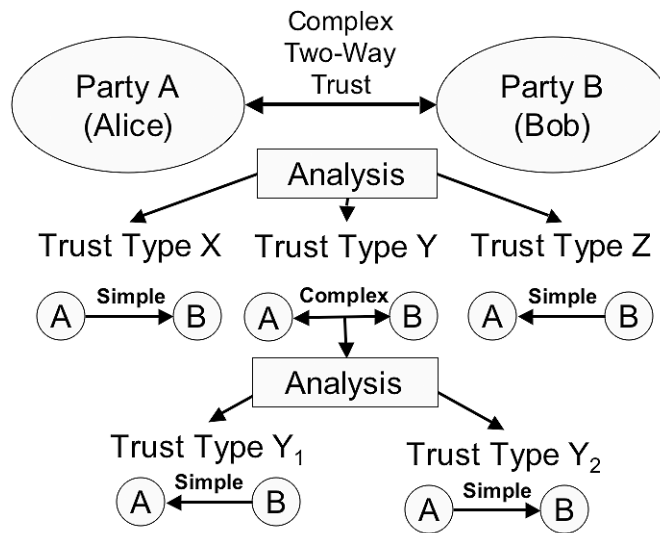 Complex
Two-Way
Trust
Party A
(Alice)
Party B
(Bob)
Analysis
Trust Type X
Trust Type Y
Trust Type Z
A Simple B
A Complex B
A Simple B
Analysis
Trust Type Y1
Trust Type Y2
A Simple B
A Simple B